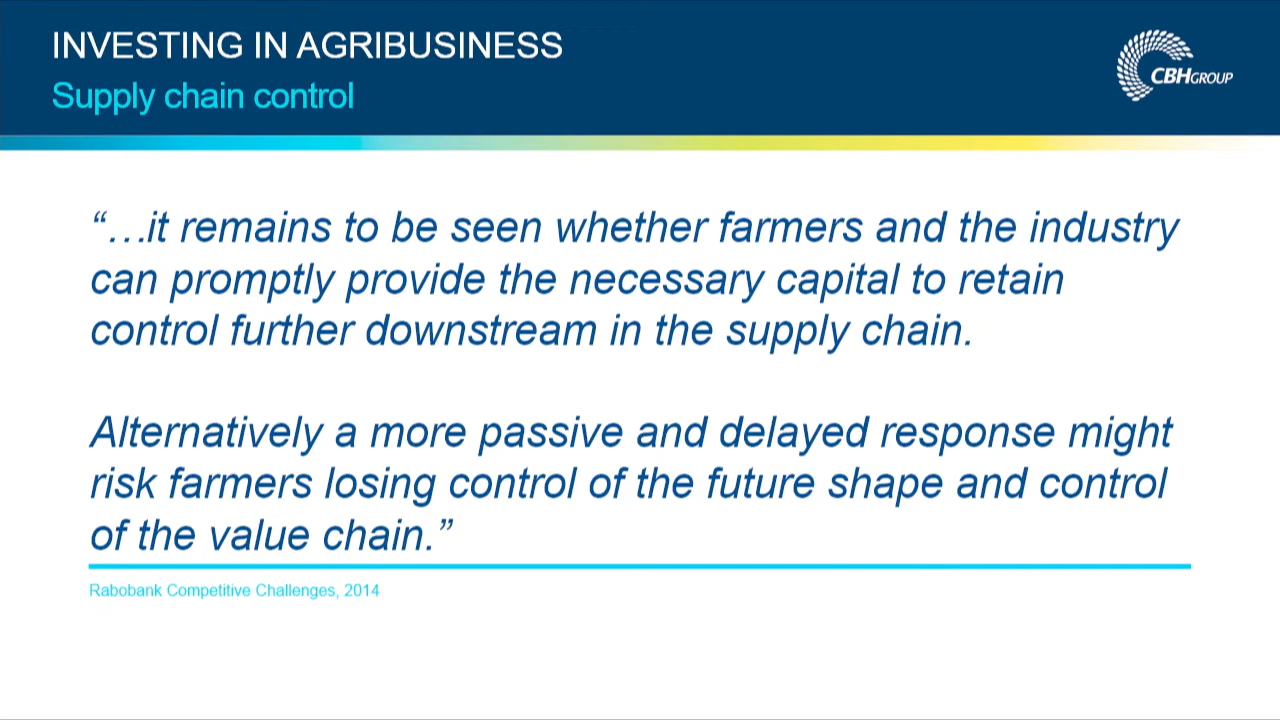 INVESTING IN AGRIBUSINESS
Supply chain control
CBHGROUP
“…it remains to be seen whether farmers and the industry
can promptly provide the necessary capital to retain
control further downstream in the supply chain.
Alternatively a more passive and delayed response might
risk farmers losing control of the future shape and control
of the value chain.”
Rabobank Competitive Challenges, 2014